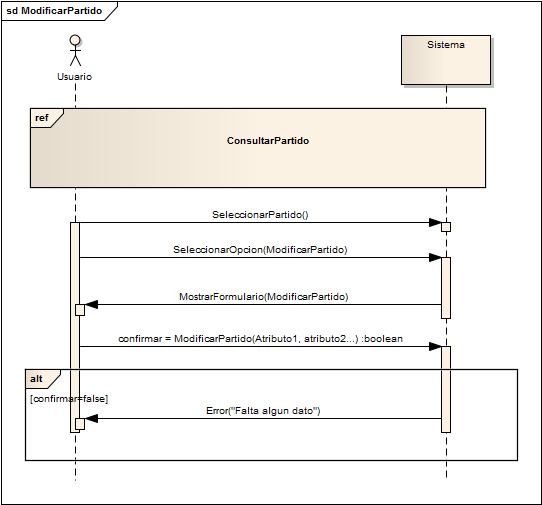 sd ModificarPartido
Usuario
Sistema
ref
ConsultarPartido
SeleccionarPartido()
SeleccionarOpcion(ModificarPartido)
MostrarFormulario(ModificarPartido)
confirmar = ModificarPartido(Atributo1, atributo2...) :boolean
alt
[confirmar=false]
Error("Falta algun dato")